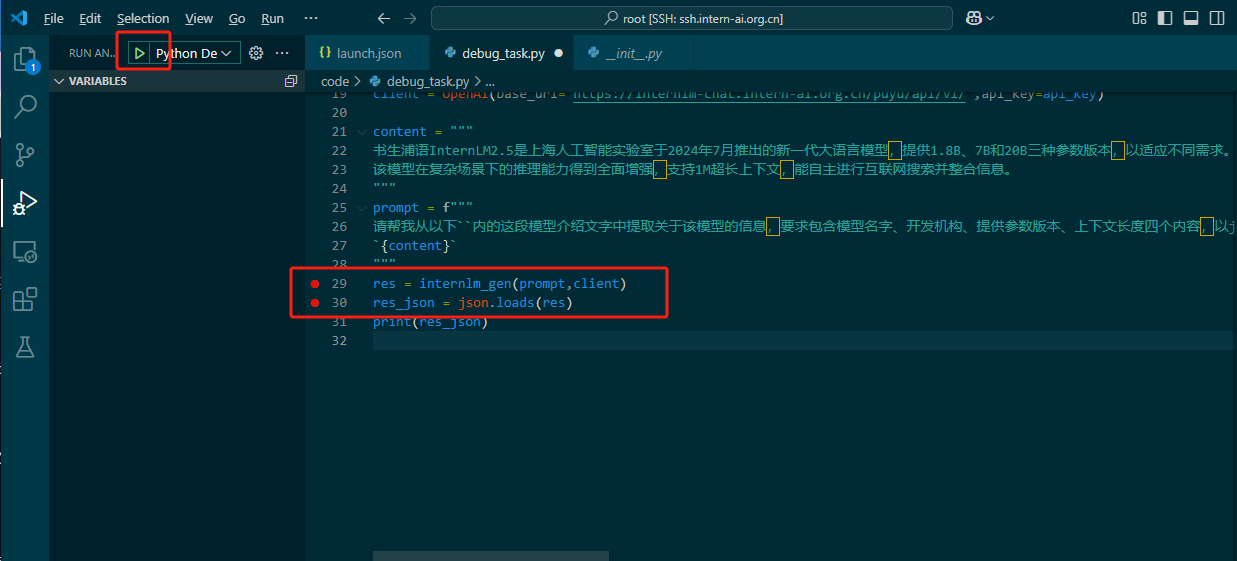 File Edit Selection View Go Run ··· root [SSH: ssh.intern-ai.org.cn]
RUN AN... Python De ···
launch.json debug_task.py __init__.py
1
VARIABLES
code > debug_task.py > ...
19 client = OpenAI(base_url="https://internlm-chat.intern-ai.org.cn/puyu/api/v1/",api_key=api_key)
20
21 content = """
22 书生浦语InternLM2.5是上海人工智能实验室于2024年7月推出的新一代大语言模型，提供1.8B、7B和20B三种参数版本，以适应不同需求。
23 该模型在复杂场景下的推理能力得到全面增强，支持1M超长上下文，能自主进行互联网搜索并整合信息。
24 """
25 prompt = f"""
26 请帮我从以下``内的这段模型介绍文字中提取关于该模型的信息，要求包含模型名字、开发机构、提供参数版本、上下文长度四个内容，以j
27 `{content}`
28 """
29 res = internlm_gen(prompt,client)
30 res_json = json.loads(res)
31 print(res_json)
32